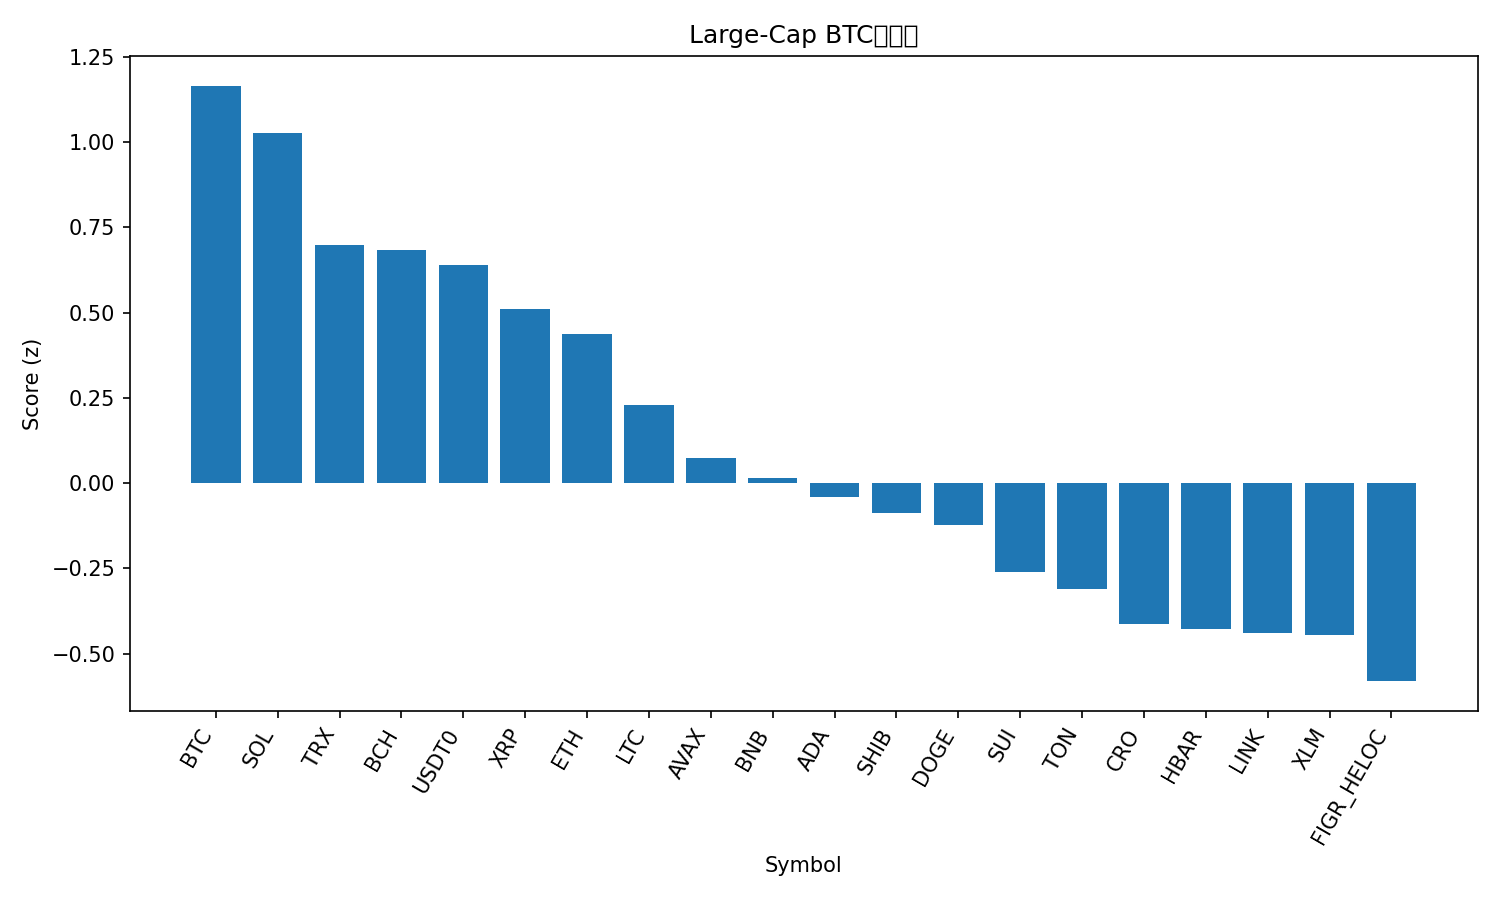 Large-Cap BTC
1.25
1.00
0.75
0.50
0.25
0.00
−0.25
−0.50
Score (z)
BTC
SOL
TRX
BCH
USDT0
XRP
ETH
LTC
AVAX
BNB
ADA
SHIB
DOGE
SUI
TON
CRO
HBAR
LINK
XLM
FIGR_HELOC
Symbol